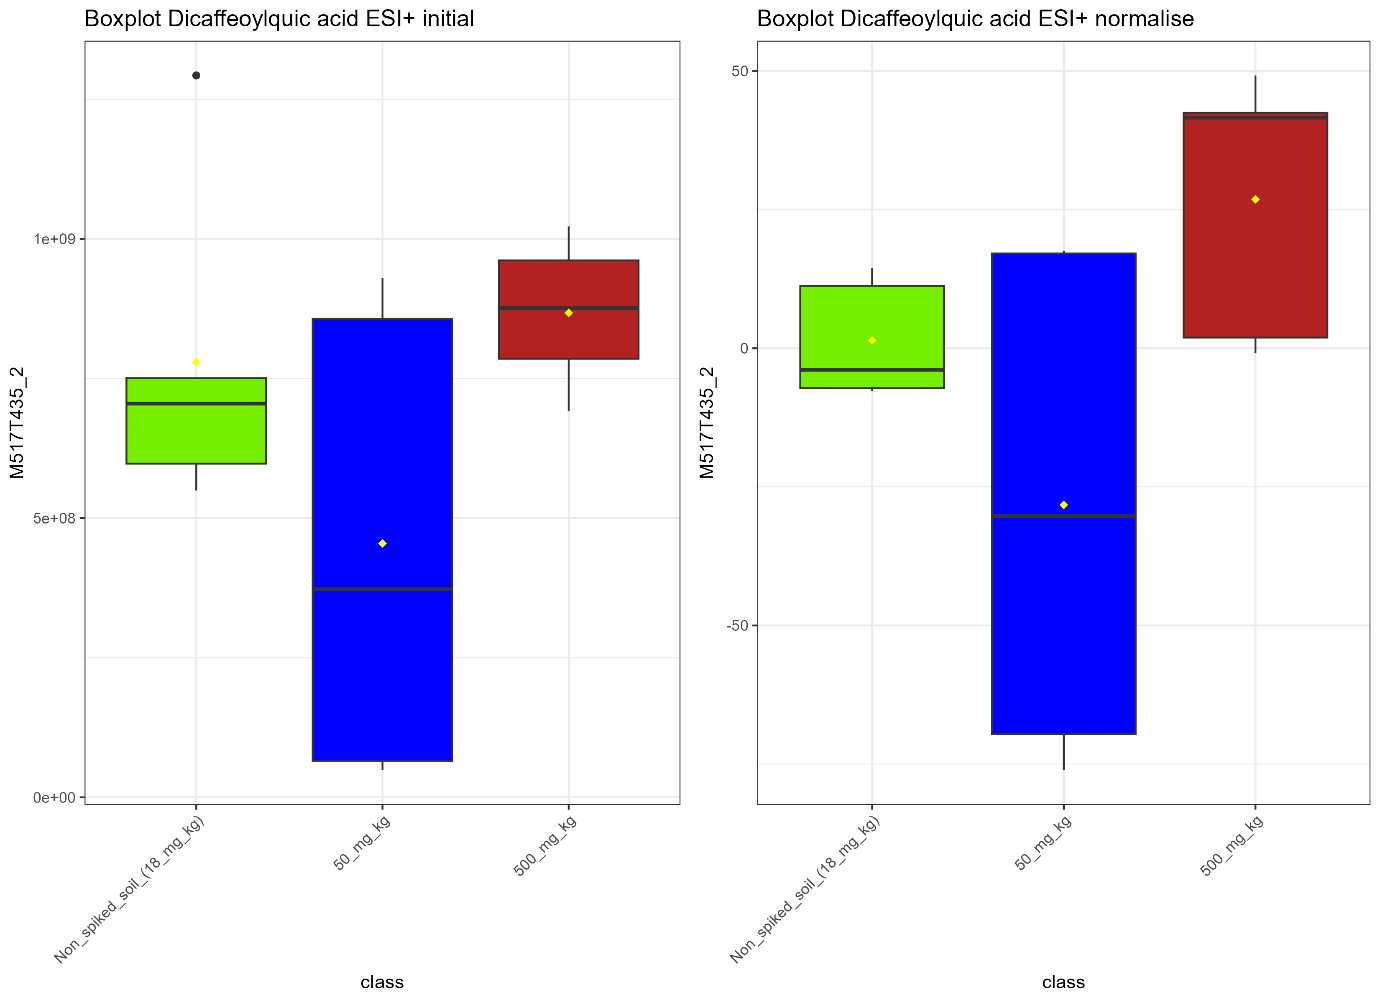 Boxplot Dicaffeoylquic acid ESI+ initial
M517T435_2
1e+09
5e+08
0e+00
Non_spiked_soil_(18_mg_kg)
50_mg_kg
500_mg_kg
class
Boxplot Dicaffeoylquic acid ESI+ normalise
M517T435_2
50
0
-50
Non_spiked_soil_(18_mg_kg)
50_mg_kg
500_mg_kg
class